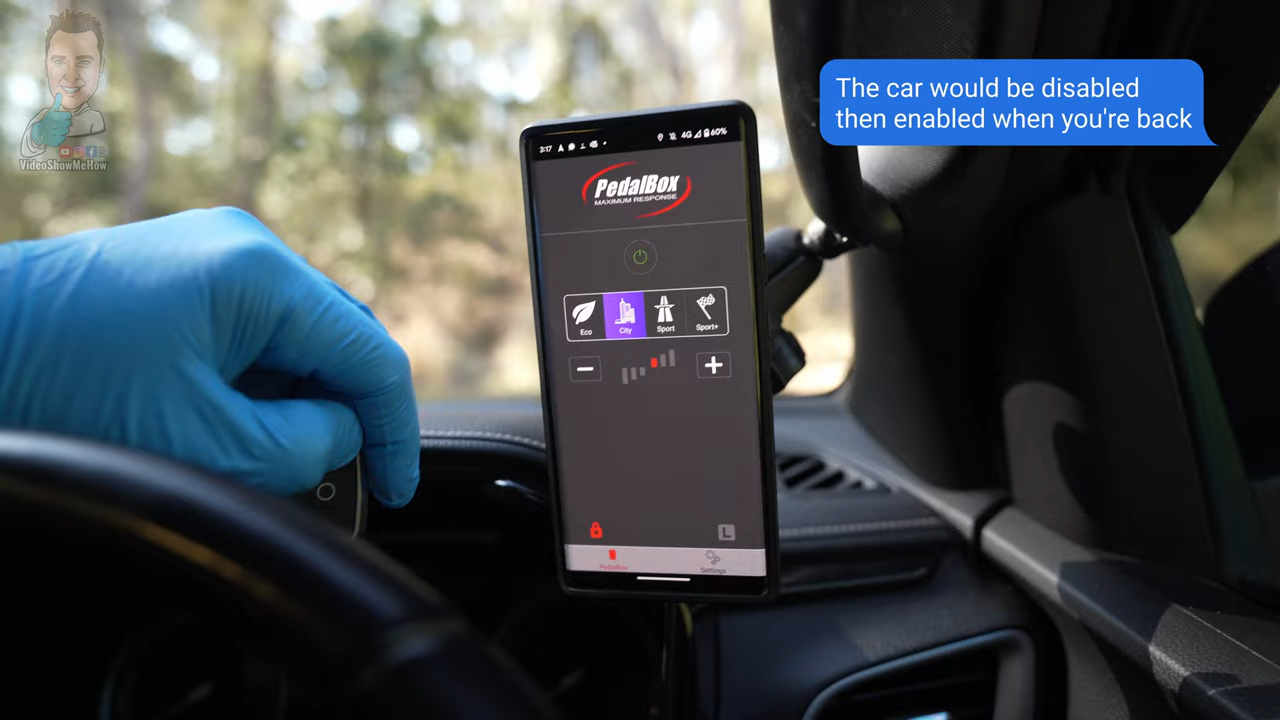 The car would be disabled
then enabled when you're back
VideoShowMeHow
3:17
4G
60%
PedalBox
MAXIMUM RESPONSE
Eco
City
Sport
Sport+
L
PedalBox
Settings